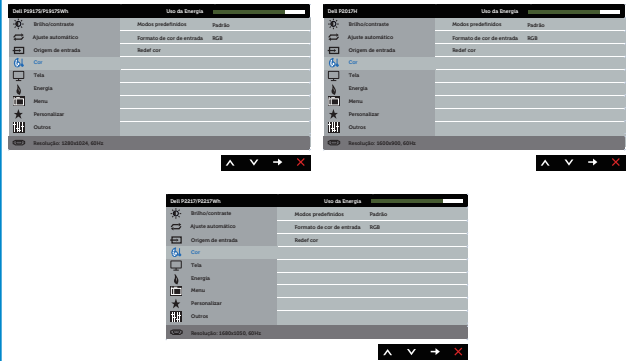 Dell P1917S/P1917SWh Uso da Energia
Brilho/contraste Modos predefinidos Padrão
Ajuste automático Formato de cor de entrada RGB
Origem de entrada Redef cor
Cor
Tela
Energia
Menu
Personalizar
Outros
Resolução: 1280x1024, 60Hz
Dell P2017H Uso da Energia
Brilho/contraste Modos predefinidos Padrão
Ajuste automático Formato de cor de entrada RGB
Origem de entrada Redef cor
Cor
Tela
Energia
Menu
Personalizar
Outros
Resolução: 1600x900, 60Hz
Dell P2217/P2217Wh Uso da Energia
Brilho/contraste Modos predefinidos Padrão
Ajuste automático Formato de cor de entrada RGB
Origem de entrada Redef cor
Cor
Tela
Energia
Menu
Personalizar
Outros
Resolução: 1680x1050, 60Hz